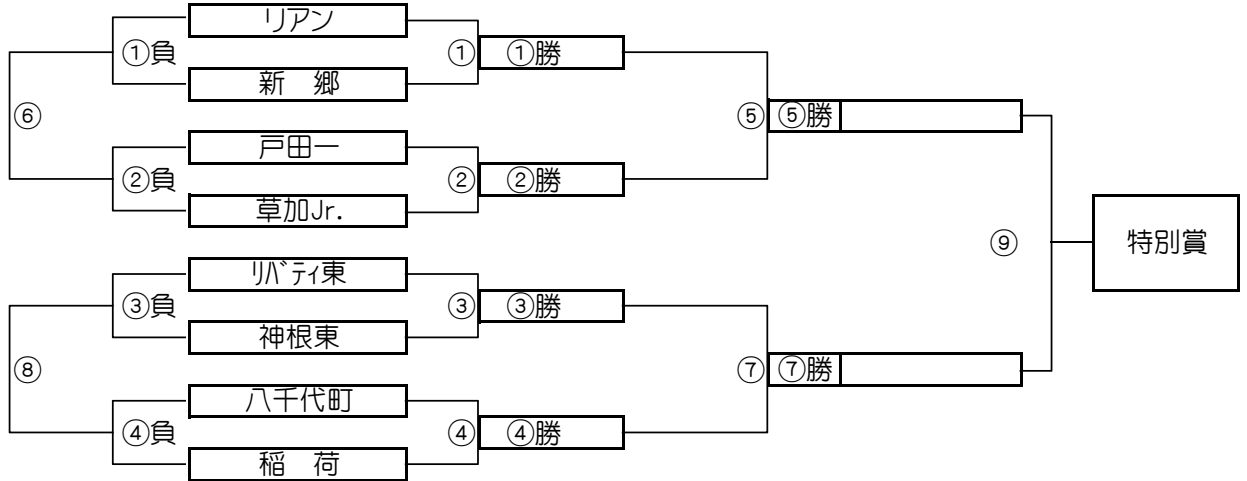 リアン
①負 ① ①勝
新　郷
⑥ ⑤ ⑤勝
戸田一
②負 ② ②勝
草加Jr.
⑨ 特別賞
リバティ東
③負 ③ ③勝
神根東
⑧ ⑦ ⑦勝
八千代町
④負 ④ ④勝
稲　荷